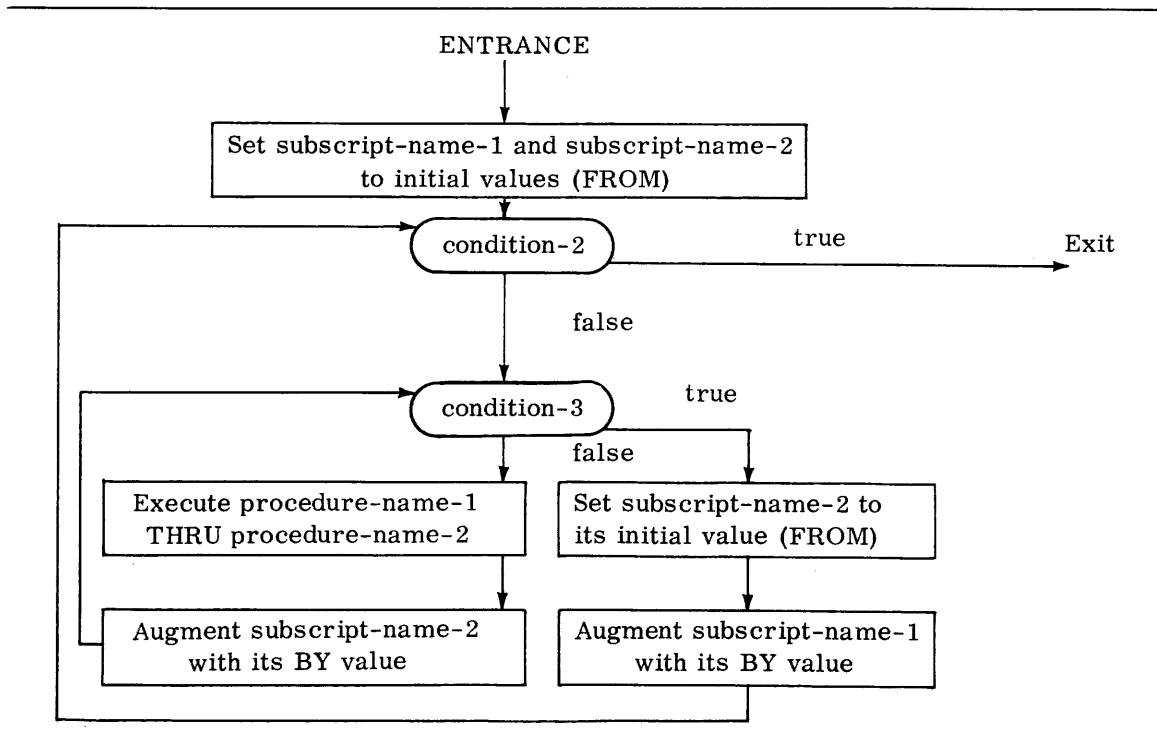 ENTRANCE
Set subscript-name-1 and subscript-name-2
to initial values (FROM)
condition-2
true
Exit
false
condition-3
true
false
Execute procedure-name-1
THRU procedure-name-2
Set subscript-name-2 to
its initial value (FROM)
Augment subscript-name-2
with its BY value
Augment subscript-name-1
with its BY value